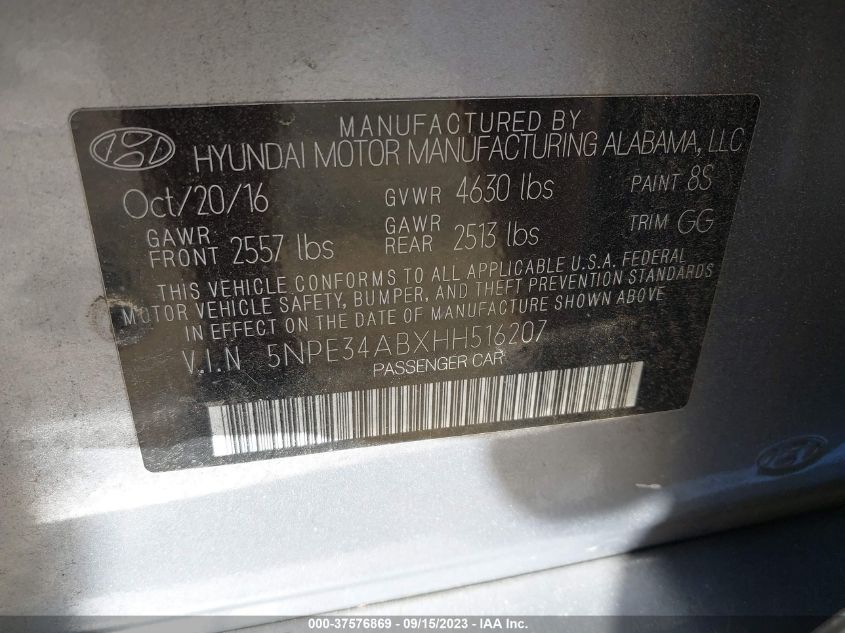 MANUFACTURED BY
HYUNDAI MOTOR MANUFACTURING ALABAMA, LLC
Oct/20/16 GVWR 4630 lbs PAINT 8S
GAWR FRONT 2557 lbs GAWR REAR 2513 lbs TRIM GG
THIS VEHICLE CONFORMS TO ALL APPLICABLE U.S.A. FEDERAL
MOTOR VEHICLE SAFETY, BUMPER, AND THEFT PREVENTION STANDARDS
IN EFFECT ON THE DATE OF MANUFACTURE SHOWN ABOVE
V.I.N 5NPE34ABXHH516207
PASSENGER CAR
000-37576869 - 09/15/2023 - IAA Inc.